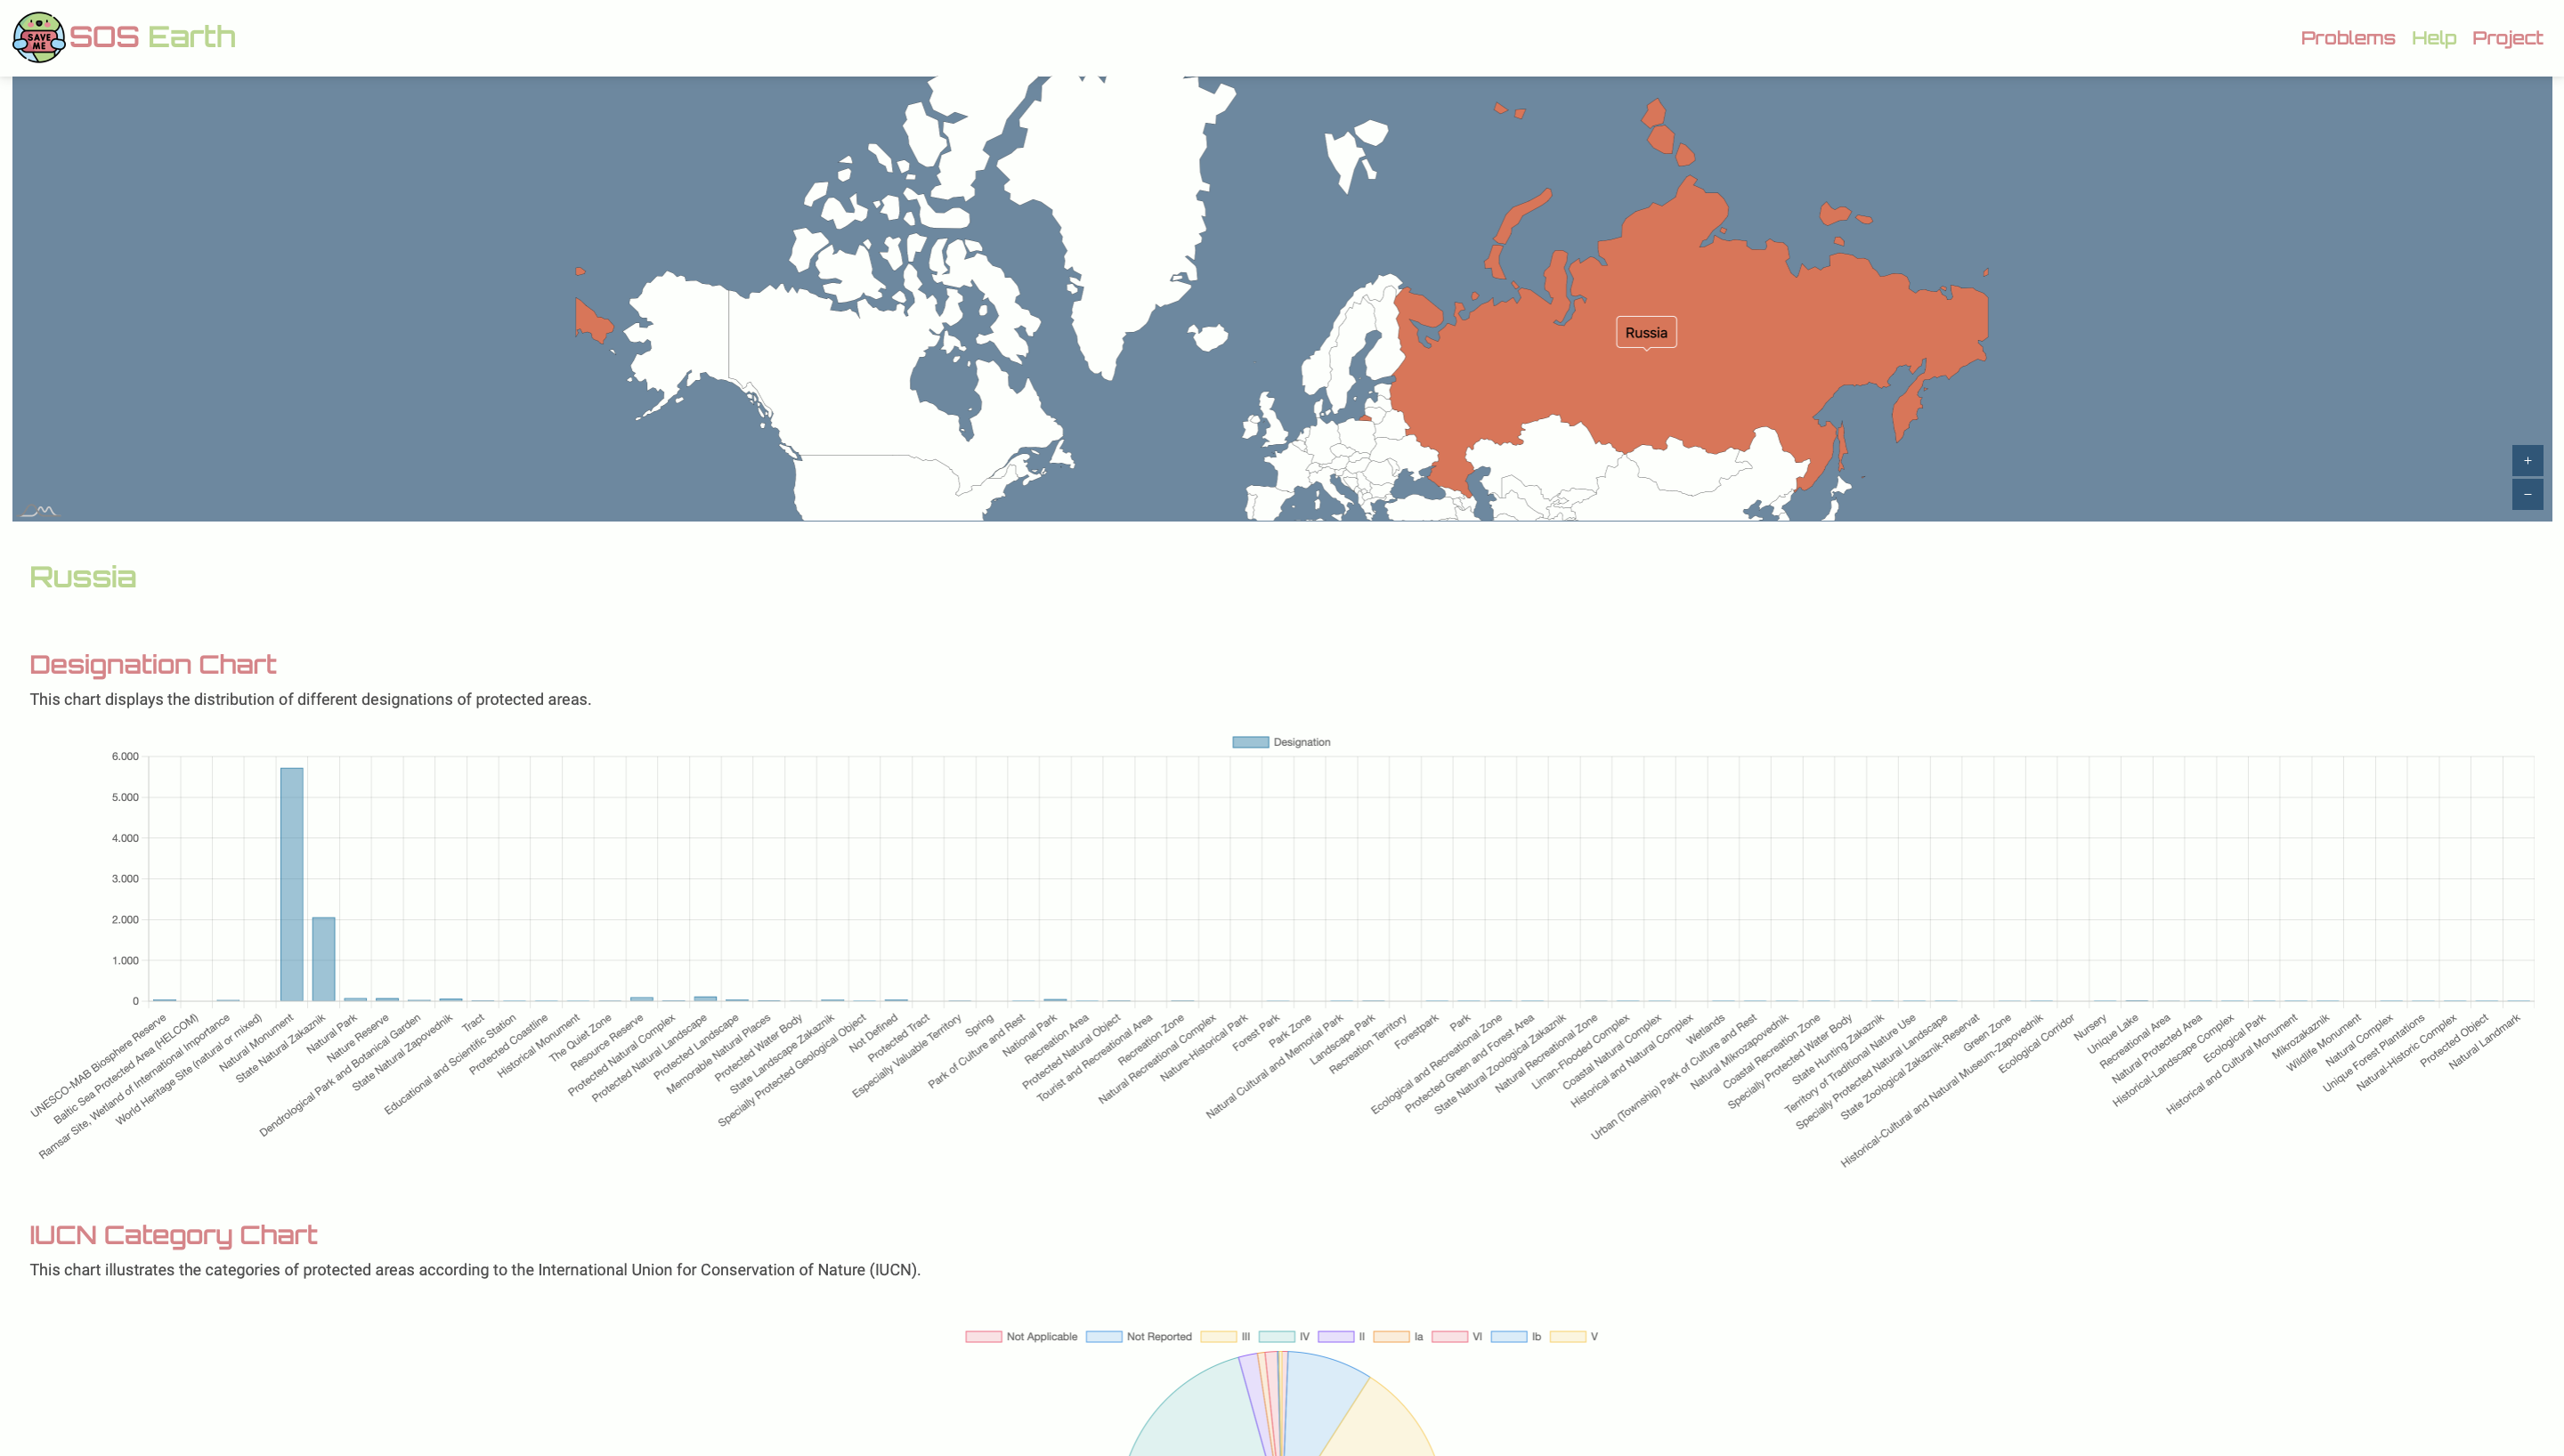 SAVE
ME
SOS Earth
Problems Help Project
Russia
+
−
Russia
Designation Chart
This chart displays the distribution of different designations of protected areas.
Designation
6.000
5.000
4.000
3.000
2.000
1.000
0
UNESCO-MAB Biosphere Reserve
Baltic Sea Protected Area (HELCOM)
Ramsar Site, Wetland of International Importance
World Heritage Site (natural or mixed)
Natural Monument
State Natural Zakaznik
Natural Park
Nature Reserve
Dendrological Park and Botanical Garden
State Natural Zapovednik
Tract
Educational and Scientific Station
Protected Coastline
Historical Monument
The Quiet Zone
Resource Reserve
Protected Natural Complex
Protected Natural Landscape
Protected Landscape
Memorable Natural Places
Protected Water Body
State Landscape Zakaznik
Specially Protected Geological Object
Not Defined
Protected Tract
Especially Valuable Territory
Spring
Park of Culture and Rest
National Park
Recreation Area
Protected Natural Object
Tourist and Recreational Area
Recreation Zone
Natural Recreational Complex
Nature-Historical Park
Forest Park
Park Zone
Natural Cultural and Memorial Park
Landscape Park
Recreation Territory
Forestpark
Park
Ecological and Recreational Zone
Protected Green and Forest Area
State Natural Zoological Zakaznik
Natural Recreational Zone
Liman-Flooded Complex
Coastal Natural Complex
Historical and Natural Complex
Wetlands
Urban (Township) Park of Culture and Rest
Natural Mikrozapovednik
Coastal Recreation Zone
Specially Protected Water Body
State Hunting Zakaznik
Territory of Traditional Nature Use
Specially Protected Natural Landscape
State Zoological Zakaznik-Reservat
Green Zone
Historical-Cultural and Natural Museum-Zapovednik
Ecological Corridor
Nursery
Unique Lake
Recreational Area
Natural Protected Area
Historical-Landscape Complex
Ecological Park
Historical and Cultural Monument
Mikrozakaznik
Wildlife Monument
Natural Complex
Unique Forest Plantations
Natural-Historic Complex
Protected Object
Natural Landmark
IUCN Category Chart
This chart illustrates the categories of protected areas according to the International Union for Conservation of Nature (IUCN).
Not Applicable Not Reported III IV II Ia VI Ib V